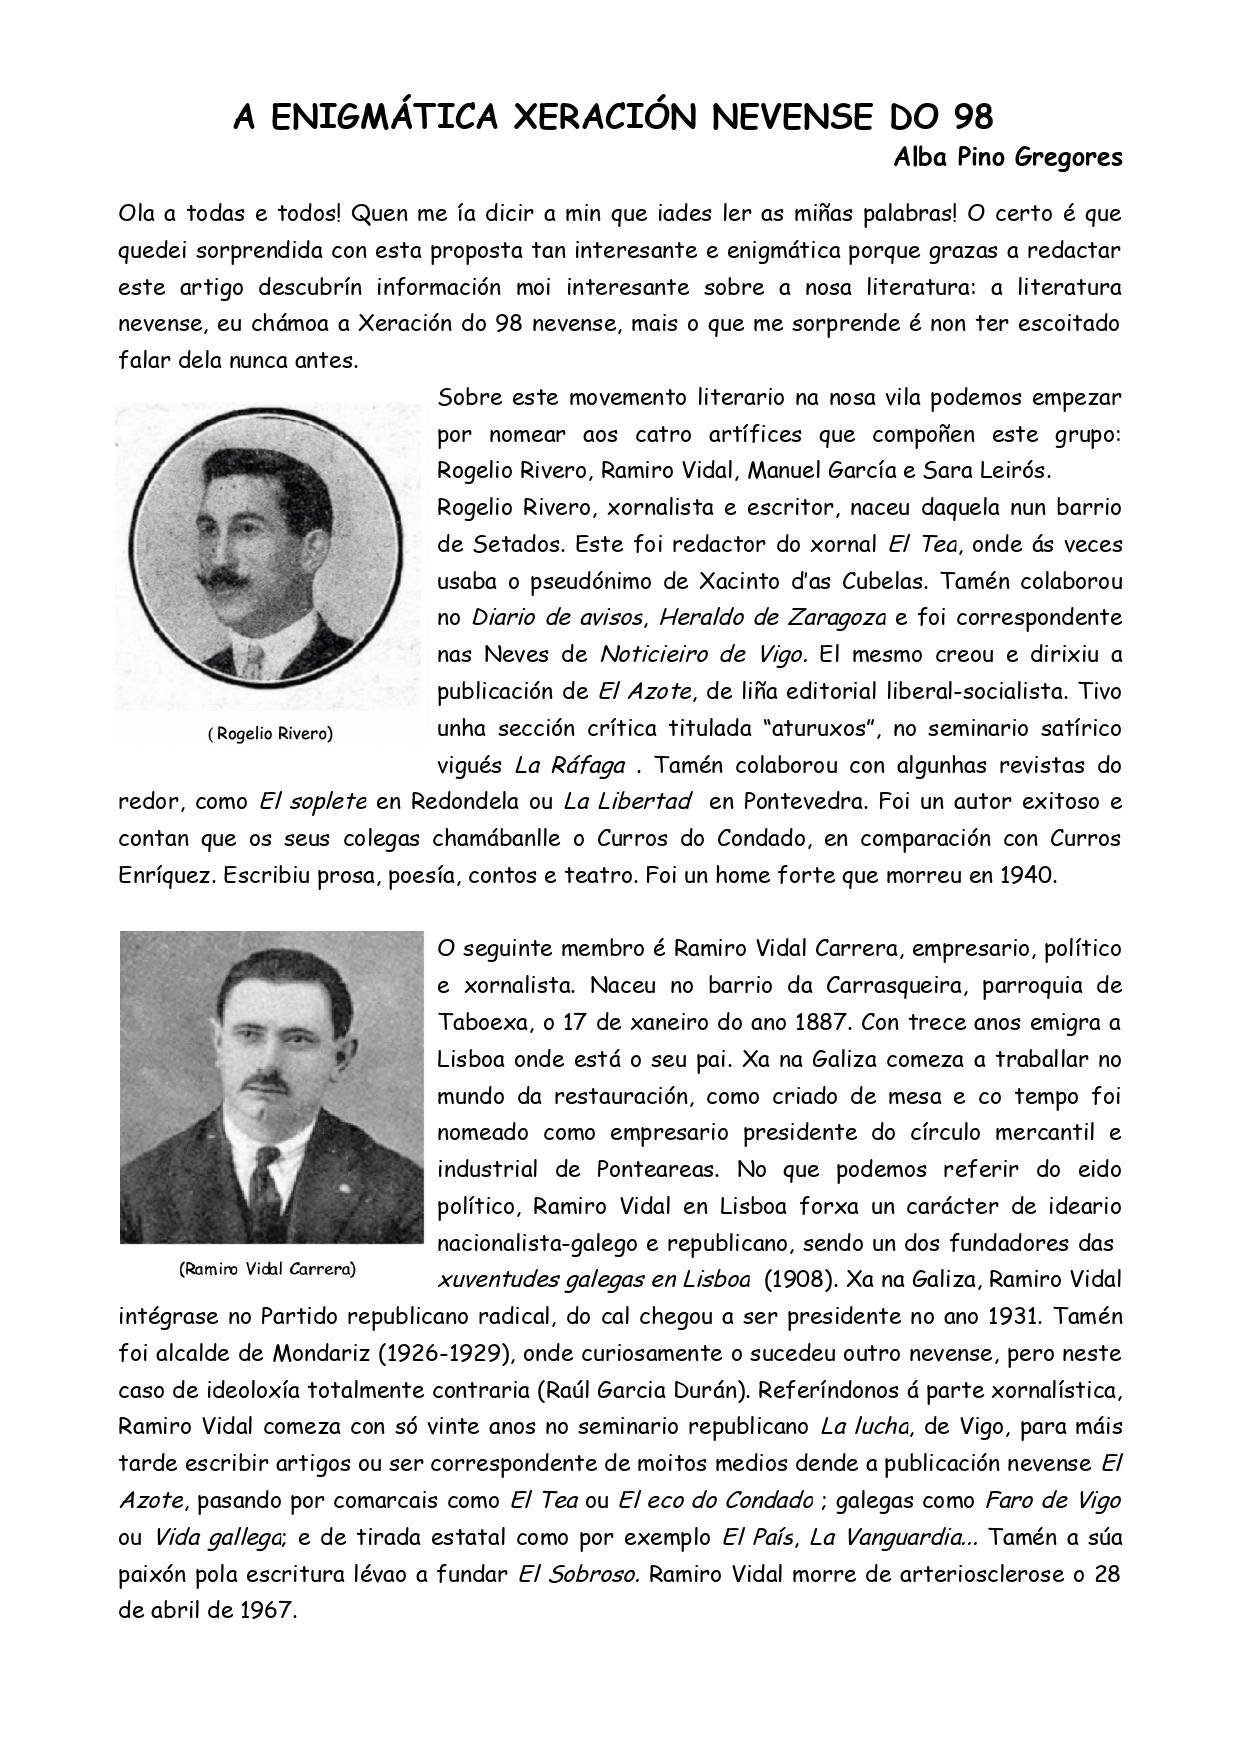 A ENIGMÁTICA XERACIÓN NEVENSE DO 98
Alba Pino Gregores
Ola a todas e todos! Quen me ía dicir a min que iades ler as miñas palabras! O certo é que
quedei sorprendida con esta proposta tan interesante e enigmática porque grazas a redactar
este artigo descubrín información moi interesante sobre a nosa literatura: a literatura
nevense, eu chámoa a Xeración do 98 nevense, mais o que me sorprende é non ter escoitado
falar dela nunca antes.
Sobre este movemento literario na nosa vila podemos empezar
por nomear aos catro artífices que compoñen este grupo:
Rogelio Rivero, Ramiro Vidal, Manuel García e Sara Leirós.
Rogelio Rivero, xornalista e escritor, naceu daquela nun barrio
de Setados. Este foi redactor do xornal El Tea, onde ás veces
usaba o pseudónimo de Xacinto d’as Cubelas. Tamén colaborou
no Diario de avisos, Heraldo de Zaragoza e foi correspondente
nas Neves de Noticieiro de Vigo. El mesmo creou e dirixiu a
publicación de El Azote, de liña editorial liberal-socialista. Tivo
unha sección crítica titulada “aturuxos”, no seminario satírico
vigués La Ráfaga . Tamén colaborou con algunhas revistas do
redor, como El soplete en Redondela ou La Libertad en Pontevedra. Foi un autor exitoso e
contan que os seus colegas chamábanlle o Curros do Condado, en comparación con Curros
Enríquez. Escribiu prosa, poesía, contos e teatro. Foi un home forte que morreu en 1940.
( Rogelio Rivero)
O seguinte membro é Ramiro Vidal Carrera, empresario, político
e xornalista. Naceu no barrio da Carrasqueira, parroquia de
Taboexa, o 17 de xaneiro do ano 1887. Con trece anos emigra a
Lisboa onde está o seu pai. Xa na Galiza comeza a traballar no
mundo da restauración, como criado de mesa e co tempo foi
nomeado como empresario presidente do círculo mercantil e
industrial de Ponteareas. No que podemos referir do eido
político, Ramiro Vidal en Lisboa forxa un carácter de ideario
nacionalista-galego e republicano, sendo un dos fundadores das
xuventudes galegas en Lisboa (1908). Xa na Galiza, Ramiro Vidal
intégrase no Partido republicano radical, do cal chegou a ser presidente no ano 1931. Tamén
foi alcalde de Mondariz (1926-1929), onde curiosamente o sucedeu outro nevense, pero neste
caso de ideoloxía totalmente contraria (Raúl Garcia Durán). Referíndonos á parte xornalística,
Ramiro Vidal comeza con só vinte anos no seminario republicano La lucha, de Vigo, para máis
tarde escribir artigos ou ser correspondente de moitos medios dende a publicación nevense El
Azote, pasando por comarcais como El Tea ou El eco do Condado ; galegas como Faro de Vigo
ou Vida gallega; e de tirada estatal como por exemplo El País, La Vanguardia... Tamén a súa
paixón pola escritura lévao a fundar El Sobroso. Ramiro Vidal morre de arteriosclerose o 28
de abril de 1967.
(Ramiro Vidal Carrera)